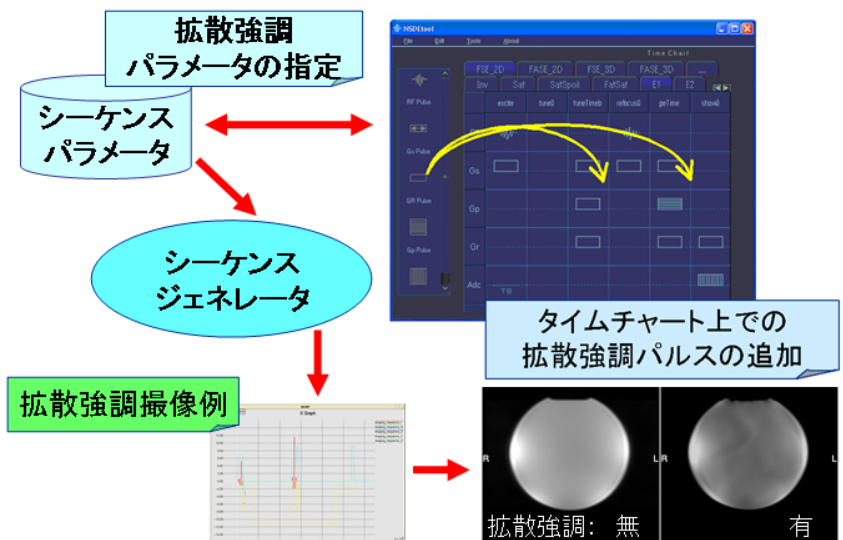 拡散強調
パラメータの指定
シーケンス
パラメータ
シーケンス
ジェネレータ
拡散強調撮像例
NSDEtool
File Edit Tools About
Time Chart
FSE_2D FASE_2D FSE_3D FASE_3D ...
Inv Sat SatSpoil FatSat E1 E2
RF Pulse
Gs Pulse
GR Pulse
Gp Pulse
excite
Gs
Gp
Gr
Adc
タイムチャート上での
拡散強調パルスの追加
X Graph
R L R L
拡散強調: 無 有